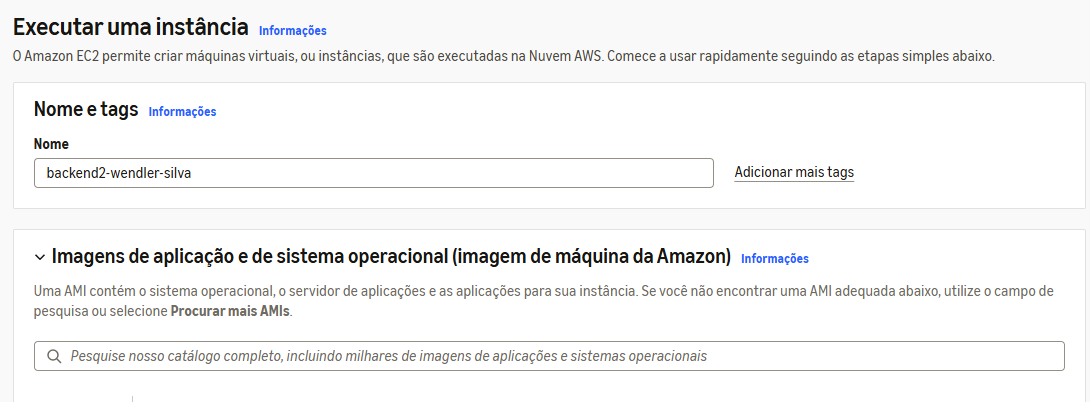 Executar uma instância Informações
O Amazon EC2 permite criar máquinas virtuais, ou instâncias, que são executadas na Nuvem AWS. Comece a usar rapidamente seguindo as etapas simples abaixo.
Nome e tags Informações
Nome
backend2-wendler-silva
Adicionar mais tags
Imagens de aplicação e de sistema operacional (imagem de máquina da Amazon) Informações
Uma AMI contém o sistema operacional, o servidor de aplicações e as aplicações para sua instância. Se você não encontrar uma AMI adequada abaixo, utilize o campo de
pesquisa ou selecione Procurar mais AMIs.
Pesquise nosso catálogo completo, incluindo milhares de imagens de aplicações e sistemas operacionais